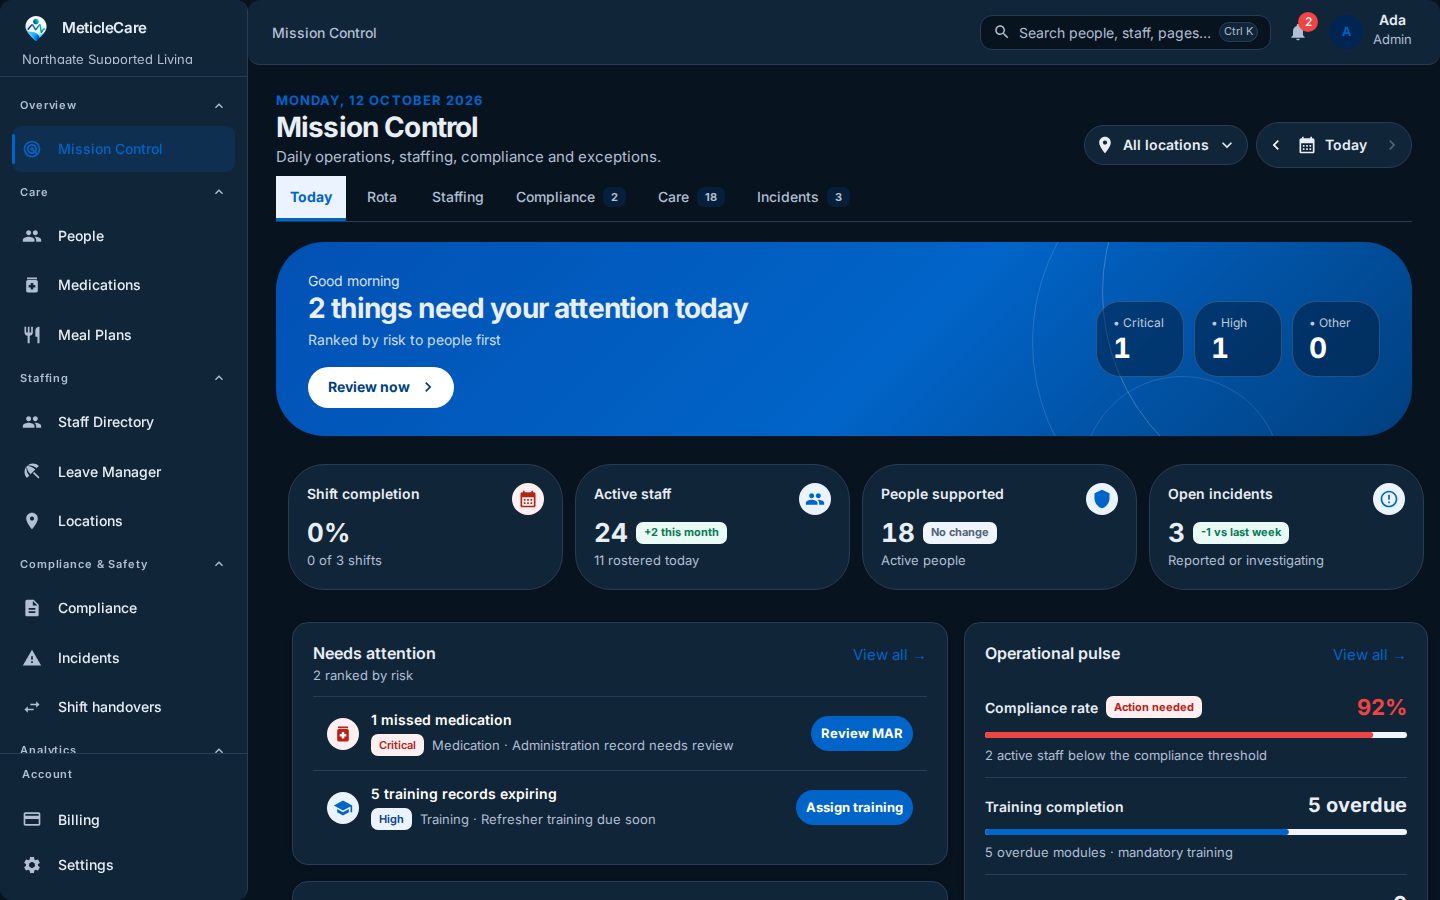 MeticleCare
Northgate Supported Living
Overview
Mission Control
Care
People
Medications
Meal Plans
Staffing
Staff Directory
Leave Manager
Locations
Compliance & Safety
Compliance
Incidents
Shift handovers
Analytics
Account
Billing
Settings
Mission Control
Search people, staff, pages...
Ctrl K
2
A
Ada
Admin
MONDAY, 12 OCTOBER 2026
Mission Control
Daily operations, staffing, compliance and exceptions.
All locations
Today
Today
Rota
Staffing
Compliance 2
Care 18
Incidents 3
Good morning
2 things need your attention today
Ranked by risk to people first
Review now
• Critical
1
• High
1
• Other
0
Shift completion
0%
0 of 3 shifts
Active staff
24 +2 this month
11 rostered today
People supported
18 No change
Active people
Open incidents
3 -1 vs last week
Reported or investigating
Needs attention
View all →
2 ranked by risk
1 missed medication
Critical Medication · Administration record needs review
Review MAR
5 training records expiring
High Training · Refresher training due soon
Assign training
Operational pulse
View all →
Compliance rate Action needed 92%
2 active staff below the compliance threshold
Training completion 5 overdue
5 overdue modules · mandatory training